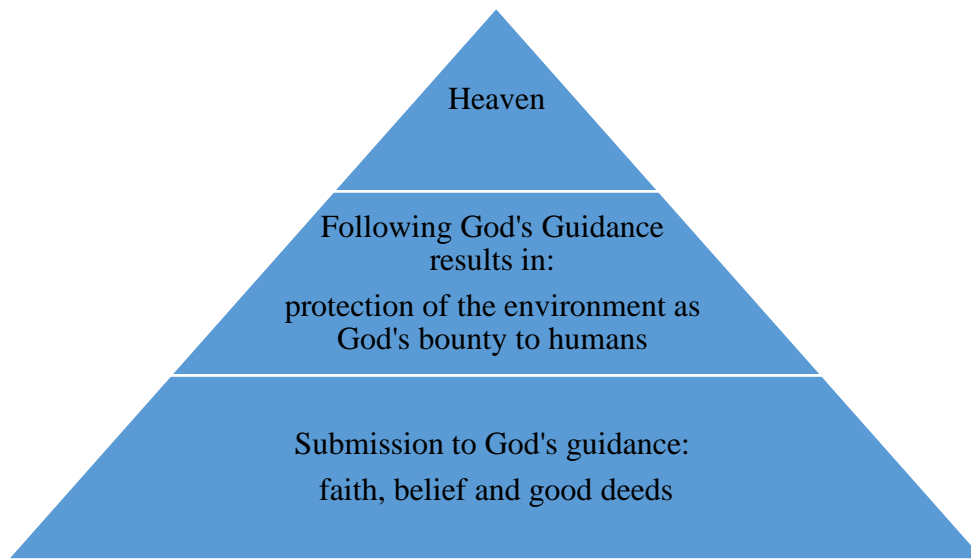 Heaven
Following God's Guidance
results in:
protection of the environment as
God's bounty to humans
Submission to God's guidance:
faith, belief and good deeds